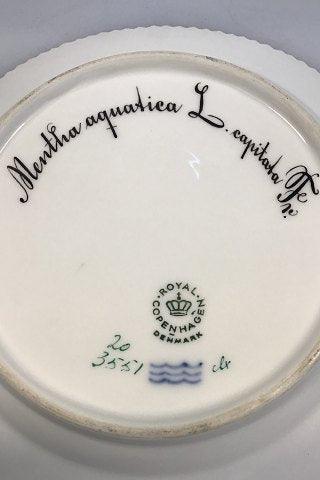 Mentha aquatica L. capitata Fr.
ROYAL COPENHAGEN
DENMARK
20
3551